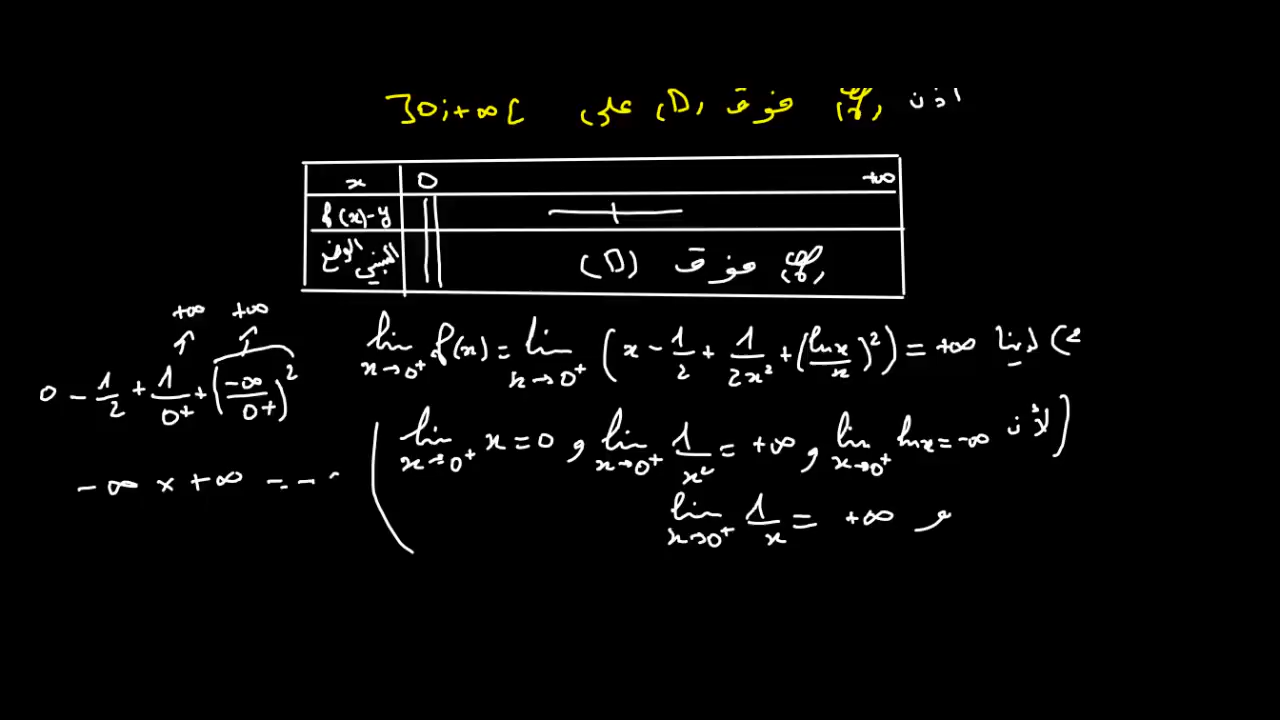 اذن (𝒞f) فوق (D) على ]0;+∞[
x 0 +∞
f(x)-y +
الوضع النسبي (𝒞f) فوق (D)
2) لدينا lim x→0⁺ f(x) = lim x→0⁺ (x - 1/2 + 1/2x² + (lnx/x)²) = +∞
+∞ +∞
0 - 1/2 + 1/0⁺ + (-∞/0⁺)²
(لأن lim x→0⁺ x = 0 و lim x→0⁺ 1/x² = +∞ و lim x→0⁺ lnx = -∞
-∞ × +∞ = --
و lim x→0⁺ 1/x = +∞)